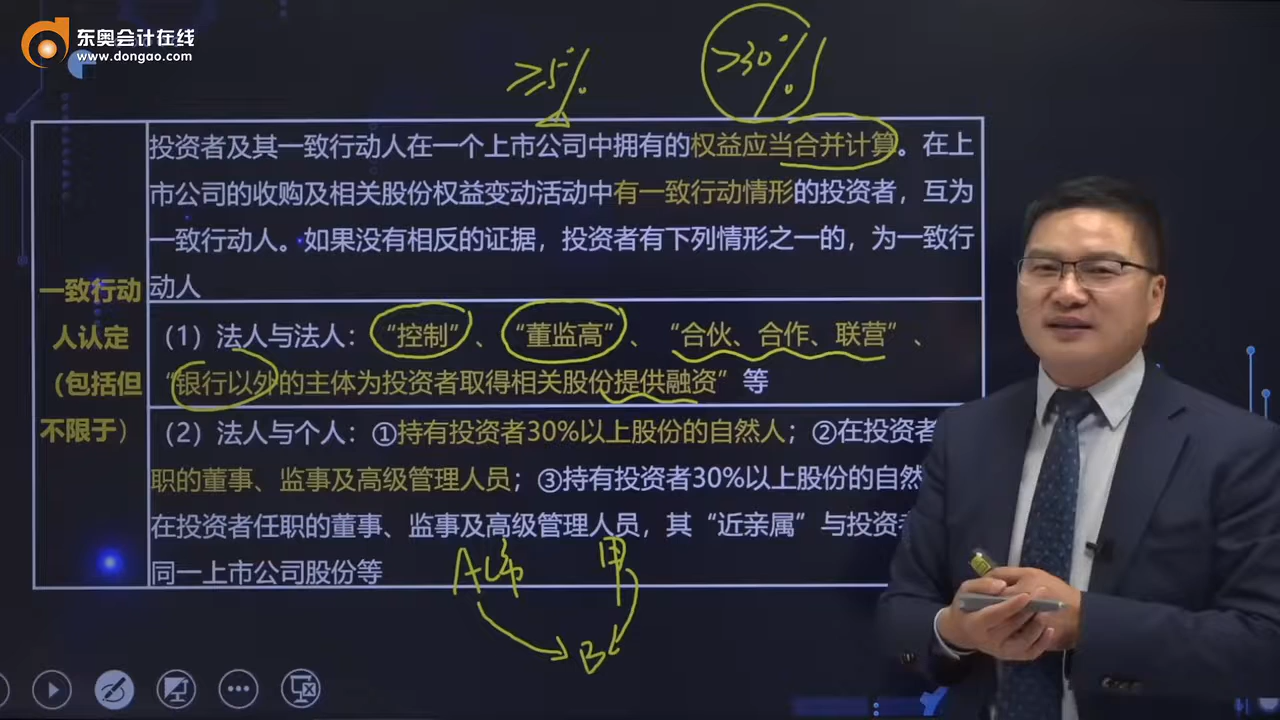 东奥会计在线
www.dongao.com
≥5%
>30%
投资者及其一致行动人在一个上市公司中拥有的权益应当合并计算。在上
市公司的收购及相关股份权益变动活动中有一致行动情形的投资者，互为
一致行动人。如果没有相反的证据，投资者有下列情形之一的，为一致行
动人
一致行动
人认定
（包括但
不限于）
（1）法人与法人：“控制”、“董监高”、“合伙、合作、联营”、
“银行以外的主体为投资者取得相关股份提供融资”等
（2）法人与个人：①持有投资者30%以上股份的自然人；②在投资者
职的董事、监事及高级管理人员；③持有投资者30%以上股份的自然
在投资者任职的董事、监事及高级管理人员，其“近亲属”与投资
同一上市公司股份等
A 甲
B